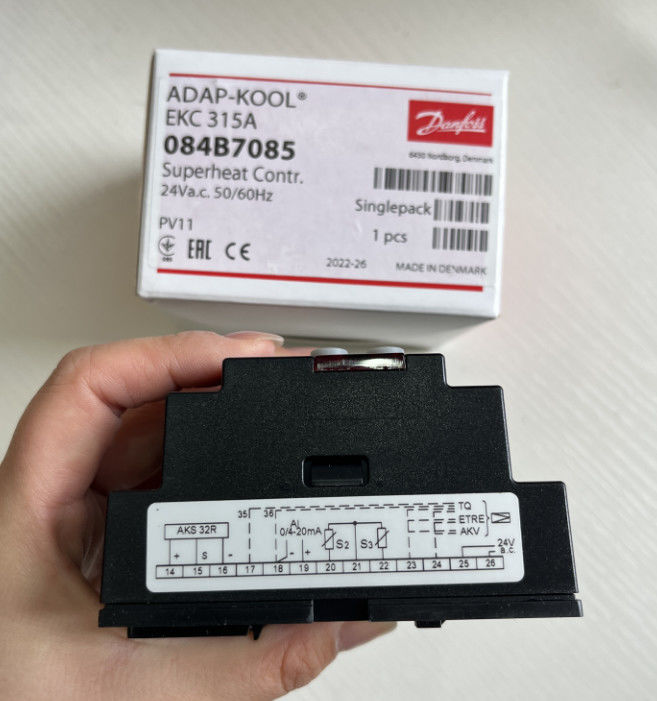 ADAP-KOOL®
EKC 315A
084B7085
Superheat Contr.
24Va.c. 50/60Hz
PV11
EAC CE
Danfoss
6430 Nordborg, Denmark
Singlepack
1 pcs
2022-26
MADE IN DENMARK
35 36 TQ
ETRE
AKV
AKS 32R
AI
0/4-20mA
S2 S3
24V
a.c.
+ S - - +
14 15 16 17 18 19 20 21 22 23 24 25 26